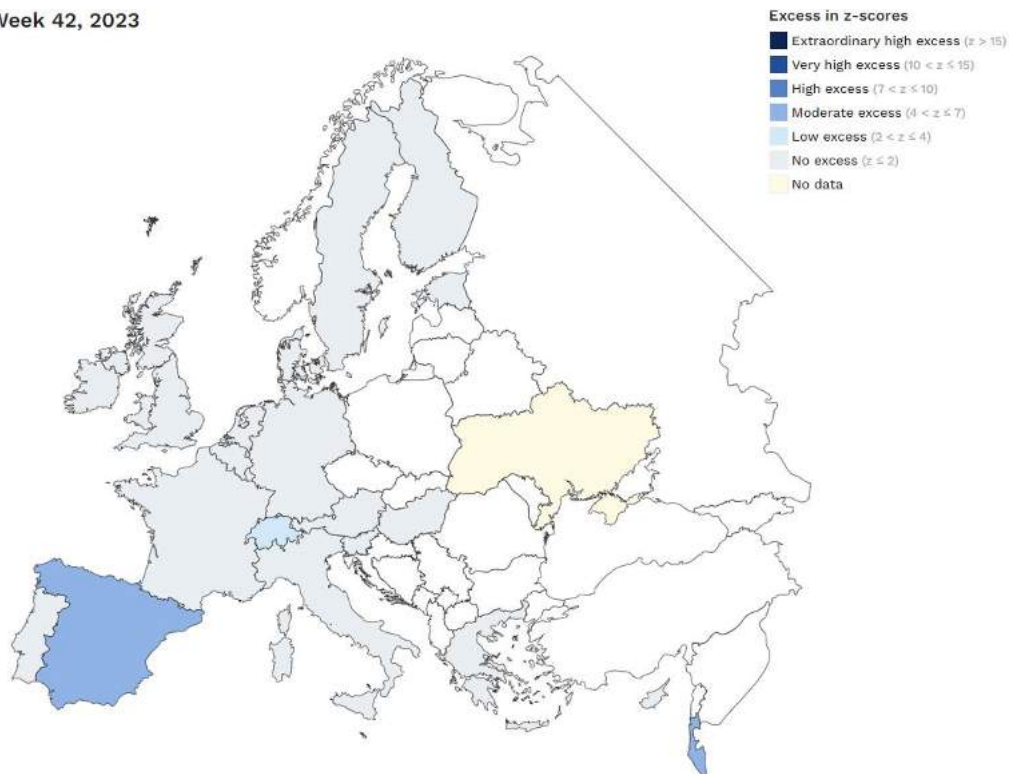 Week 42, 2023
Excess in z-scores
Extraordinary high excess (z > 15)
Very high excess (10 < z ≤ 15)
High excess (7 < z ≤ 10)
Moderate excess (4 < z ≤ 7)
Low excess (2 < z ≤ 4)
No excess (z ≤ 2)
No data